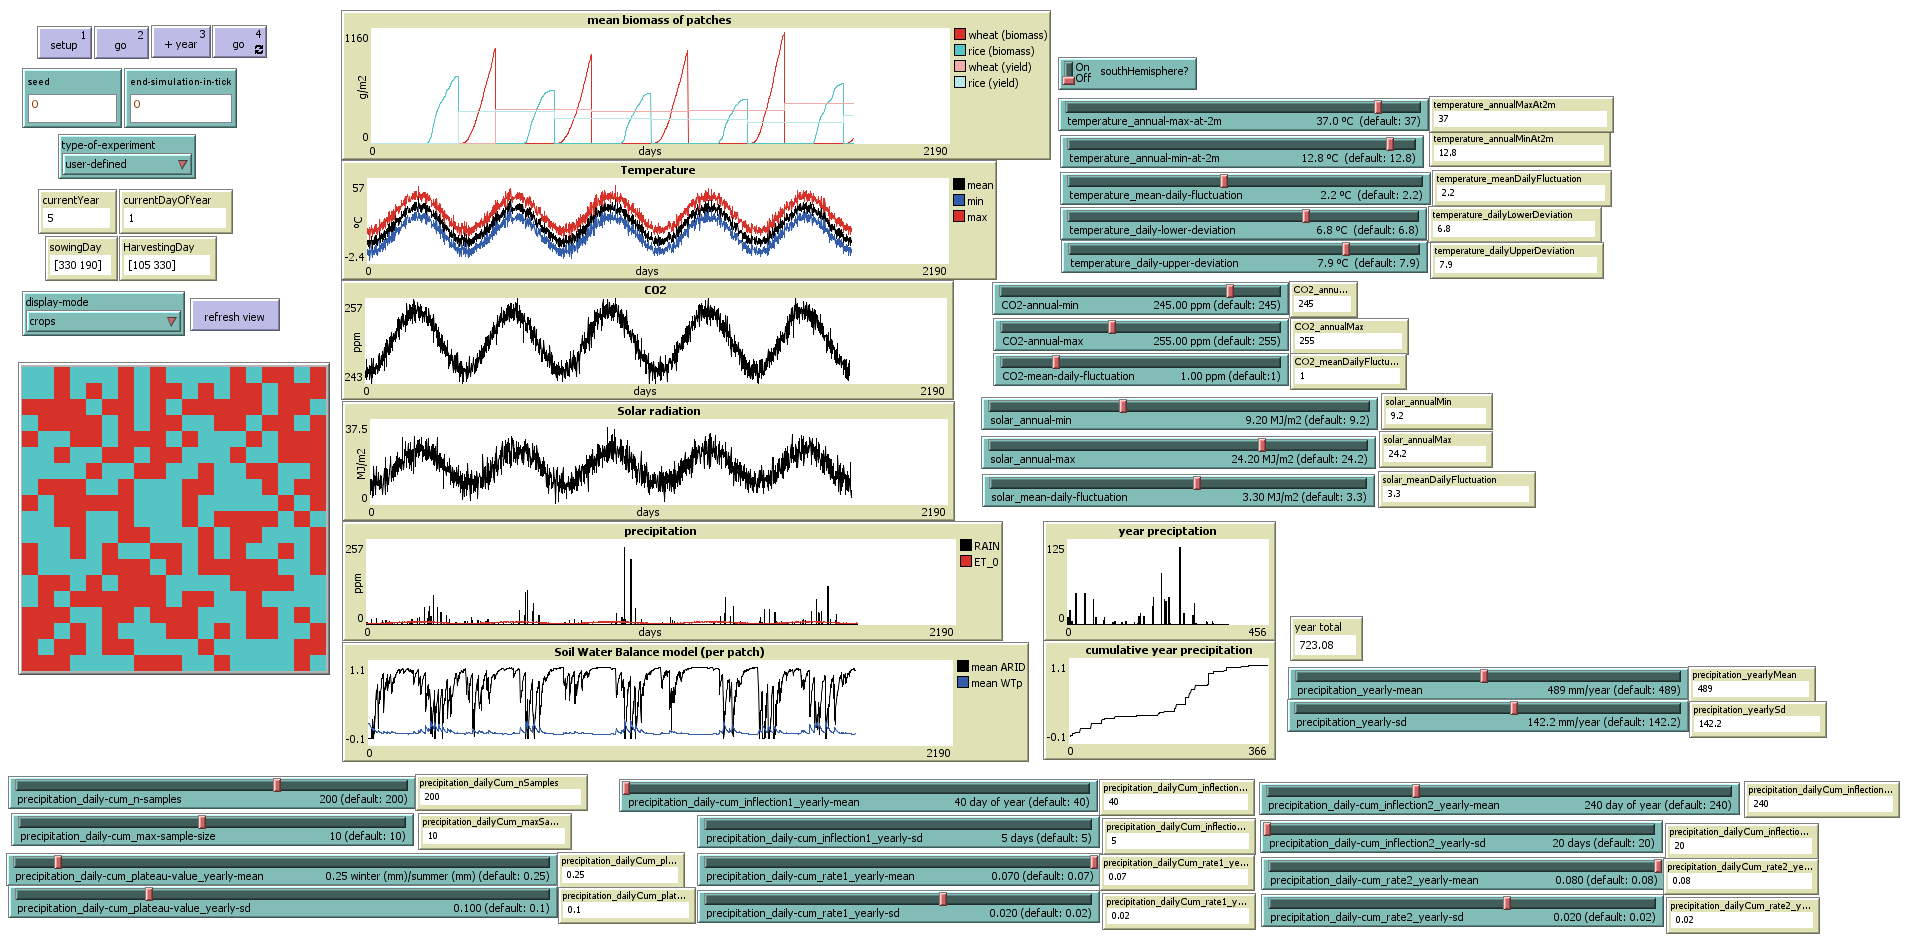 setup 1
go 2
+ year 3
go 4
seed
0
end-simulation-in-tick
0
type-of-experiment
user-defined
currentYear
5
currentDayOfYear
1
sowingDay
[330 190]
HarvestingDay
[105 330]
display-mode
crops
refresh view
mean biomass of patches
1160
g/m2
0
0
days
2190
wheat (biomass)
rice (biomass)
wheat (yield)
rice (yield)
Temperature
57
ºC
-2.4
0
days
2190
mean
min
max
CO2
257
ppm
243
0
days
2190
Solar radiation
37.5
MJ/m2
0
0
days
2190
precipitation
257
ppm
0
0
days
2190
RAIN
ET_0
Soil Water Balance model (per patch)
1.1
-0.1
0
days
2190
mean ARID
mean WTp
year preciptation
125
0
0
456
cumulative year precipitation
1.1
-0.1
0
366
On
Off
southHemisphere?
temperature_annual-max-at-2m 37.0 ºC (default: 37)
temperature_annualMaxAt2m
37
temperature_annual-min-at-2m 12.8 ºC (default: 12.8)
temperature_annualMinAt2m
12.8
temperature_mean-daily-fluctuation 2.2 ºC (default: 2.2)
temperature_meanDailyFluctuation
2.2
temperature_daily-lower-deviation 6.8 ºC (default: 6.8)
temperature_dailyLowerDeviation
6.8
temperature_daily-upper-deviation 7.9 ºC (default: 7.9)
temperature_dailyUpperDeviation
7.9
CO2-annual-min 245.00 ppm (default: 245)
CO2_annu...
245
CO2-annual-max 255.00 ppm (default: 255)
CO2_annualMax
255
CO2-mean-daily-fluctuation 1.00 ppm (default:1)
CO2_meanDailyFluctu...
1
solar_annual-min 9.20 MJ/m2 (default: 9.2)
solar_annualMin
9.2
solar_annual-max 24.20 MJ/m2 (default: 24.2)
solar_annualMax
24.2
solar_mean-daily-fluctuation 3.30 MJ/m2 (default: 3.3)
solar_meanDailyFluctuation
3.3
year total
723.08
precipitation_yearly-mean 489 mm/year (default: 489)
precipitation_yearlyMean
489
precipitation_yearly-sd 142.2 mm/year (default: 142.2)
precipitation_yearlySd
142.2
precipitation_daily-cum_n-samples 200 (default: 200)
precipitation_dailyCum_nSamples
200
precipitation_daily-cum_max-sample-size 10 (default: 10)
precipitation_dailyCum_maxSa...
10
precipitation_daily-cum_plateau-value_yearly-mean 0.25 winter (mm)/summer (mm) (default: 0.25)
precipitation_dailyCum_pl...
0.25
precipitation_daily-cum_plateau-value_yearly-sd 0.100 (default: 0.1)
precipitation_dailyCum_plat...
0.1
precipitation_daily-cum_inflection1_yearly-mean 40 day of year (default: 40)
precipitation_dailyCum_inflection...
40
precipitation_daily-cum_inflection1_yearly-sd 5 days (default: 5)
precipitation_dailyCum_inflectio...
5
precipitation_daily-cum_rate1_yearly-mean 0.070 (default: 0.07)
precipitation_dailyCum_rate1_ye...
0.07
precipitation_daily-cum_rate1_yearly-sd 0.020 (default: 0.02)
precipitation_dailyCum_rate1_y...
0.02
precipitation_daily-cum_inflection2_yearly-mean 240 day of year (default: 240)
precipitation_dailyCum_inflection...
240
precipitation_daily-cum_inflection2_yearly-sd 20 days (default: 20)
precipitation_dailyCum_inflectio...
20
precipitation_daily-cum_rate2_yearly-mean 0.080 (default: 0.08)
precipitation_dailyCum_rate2_ye...
0.08
precipitation_daily-cum_rate2_yearly-sd 0.020 (default: 0.02)
precipitation_dailyCum_rate2_y...
0.02